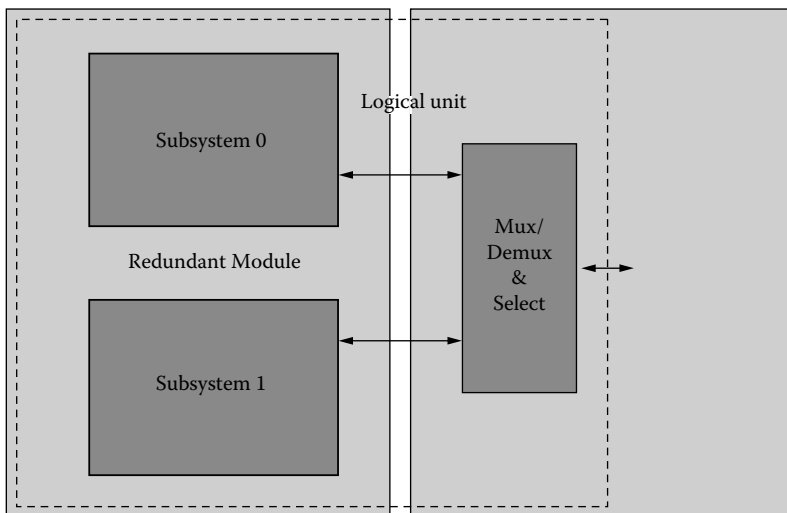 Logical unit
Subsystem 0
Mux/
Demux
&
Select
Redundant Module
Subsystem 1